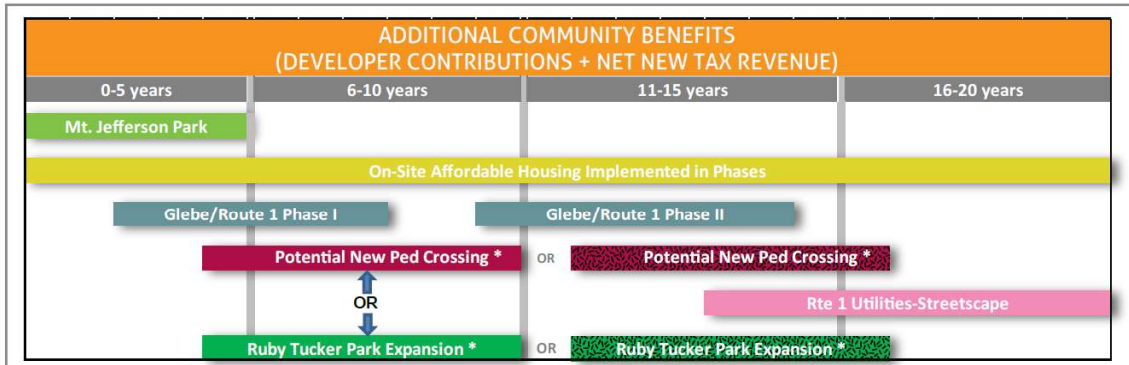 ADDITIONAL COMMUNITY BENEFITS
(DEVELOPER CONTRIBUTIONS + NET NEW TAX REVENUE)
0-5 years 6-10 years 11-15 years 16-20 years
Mt. Jefferson Park
On-Site Affordable Housing Implemented in Phases
Glebe/Route 1 Phase I Glebe/Route 1 Phase II
Potential New Ped Crossing * OR Potential New Ped Crossing *
OR
Rte 1 Utilities-Streetscape
Ruby Tucker Park Expansion * OR Ruby Tucker Park Expansion *